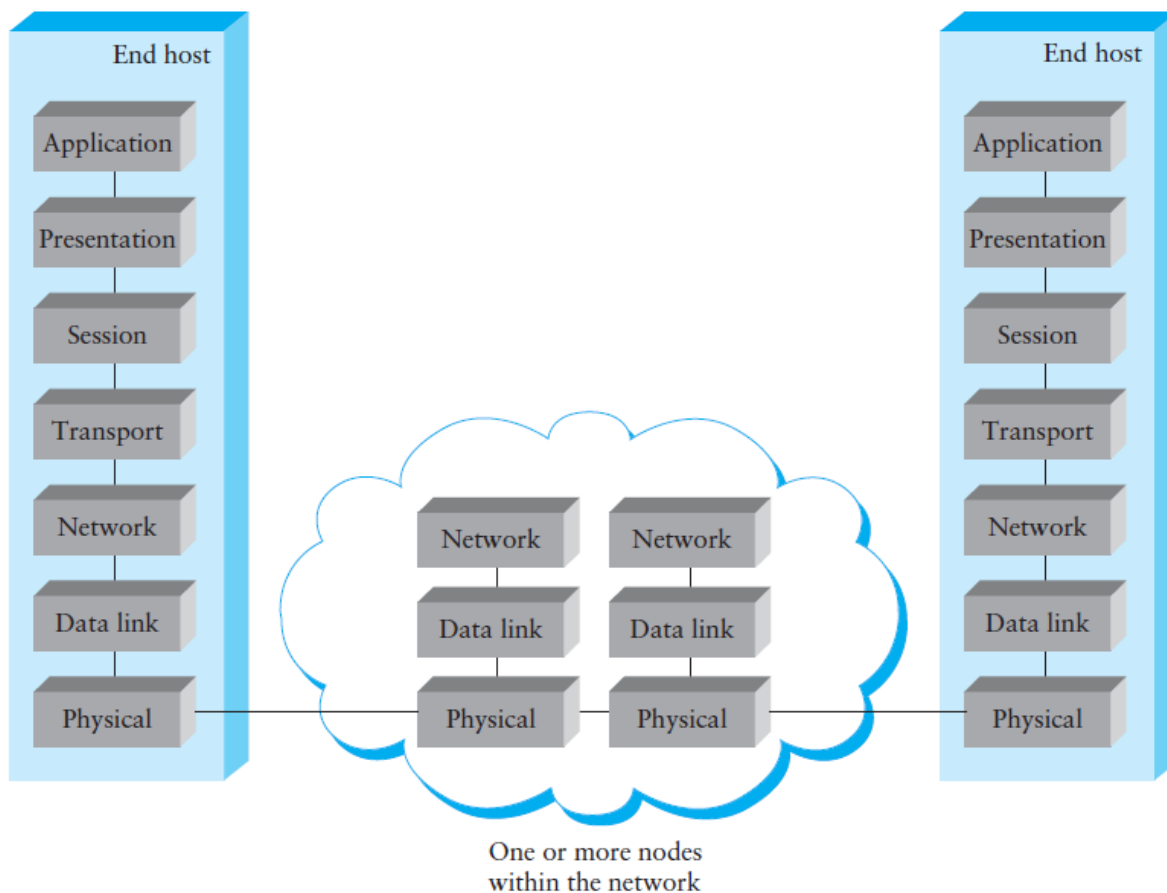 End host
Application
Presentation
Session
Transport
Network
Data link
Physical
Network
Data link
Physical
Network
Data link
Physical
End host
Application
Presentation
Session
Transport
Network
Data link
Physical
One or more nodes
within the network